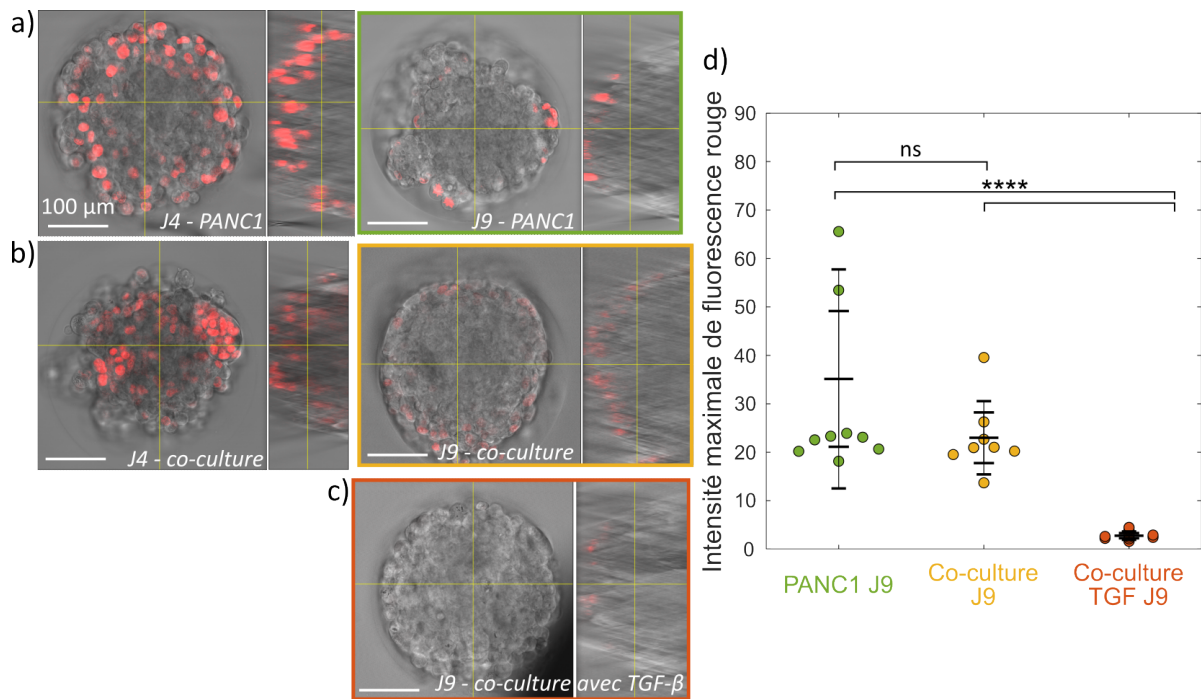 a)
100 µm
J4 - PANC1
J9 - PANC1
b)
J4 - co-culture
J9 - co-culture
c)
J9 - co-culture avec TGF-β
d)
Intensité maximale de fluorescence rouge
90
80
70
60
50
40
30
20
10
0
ns
****
PANC1 J9
Co-culture
J9
Co-culture
TGF J9